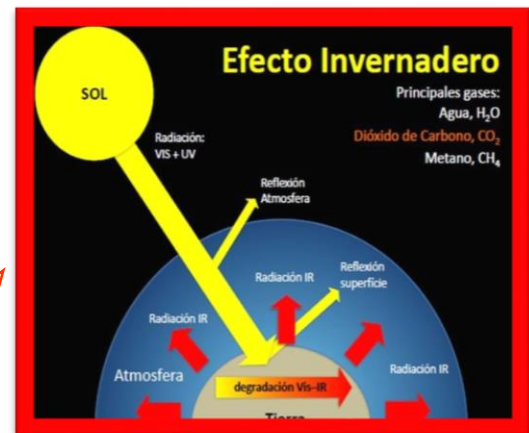 Efecto Invernadero
Principales gases:
Agua, H₂O
Dióxido de Carbono, CO₂
Metano, CH₄
SOL
Radiación:
VIS + UV
Reflexión
Atmosfera
Radiación IR
Reflexión
superficie
Radiación IR
Atmosfera
Radiación IR
degradación Vis-IR
Tierra